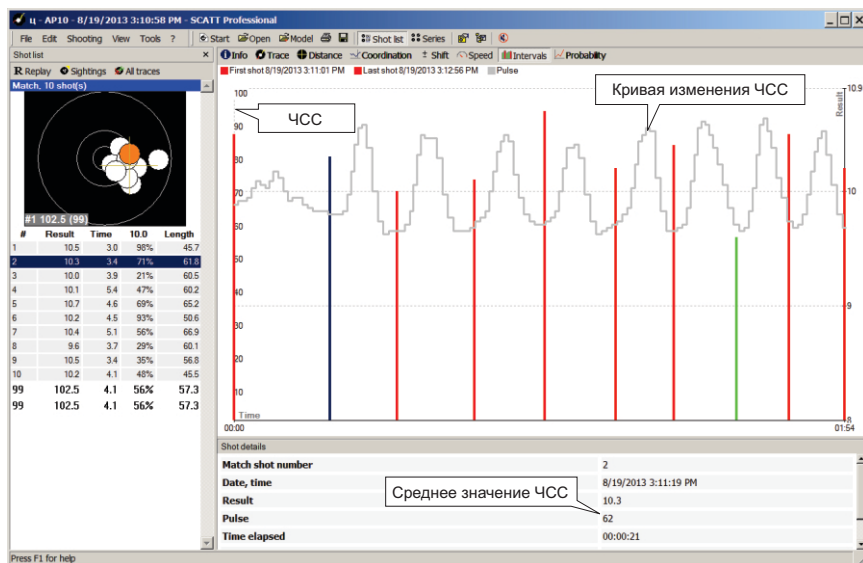 ц - AP10 - 8/19/2013 3:10:58 PM - SCATT Professional
File Edit Shooting View Tools ? Start Open Model Shot list Series
Shot list
Info Trace Distance Coordination Shift Speed Intervals Probability
R Replay Sightings All traces
First shot 8/19/2013 3:11:01 PM Last shot 8/19/2013 3:12:56 PM Pulse
Match, 10 shot(s)
#1 102.5 (99)
# Result Time 10.0 Length
1 10.5 3.0 98% 45.7
2 10.3 3.4 71% 61.8
3 10.0 3.9 21% 60.5
4 10.1 5.4 47% 60.2
5 10.7 4.6 69% 65.2
6 10.2 4.5 93% 50.6
7 10.4 5.1 56% 66.9
8 9.6 3.7 29% 60.1
9 10.5 3.4 35% 56.8
10 10.2 4.1 48% 45.5
99 102.5 4.1 56% 57.3
99 102.5 4.1 56% 57.3
100
90
80
70
60
50
40
30
20
10
ЧСС
Кривая изменения ЧСС
10.9
Result
10
9
8
Time
00:00
01:54
Shot details
Match shot number 2
Date, time 8/19/2013 3:11:19 PM
Result 10.3
Среднее значение ЧСС
Pulse 62
Time elapsed 00:00:21
Press F1 for help